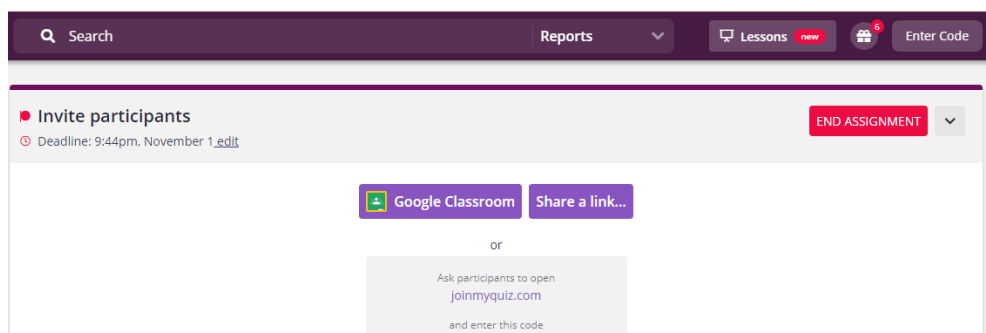 Search Reports Lessons new 6 Enter Code
Invite participants END ASSIGNMENT
Deadline: 9:44pm, November 1 edit
Google Classroom Share a link...
or
Ask participants to open
joinmyquiz.com
and enter this code